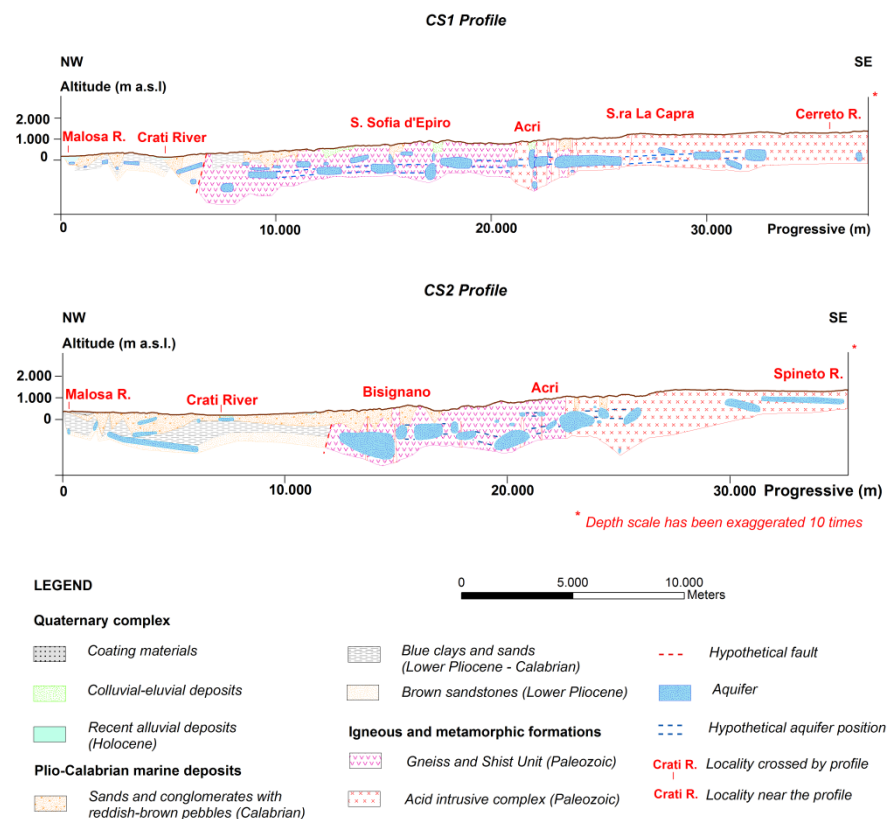 CS1 Profile
NW
SE
Altitude (m a.s.l)
*
2.000
1.000
0
Malosa R.
Crati River
S. Sofia d'Epiro
Acri
S.ra La Capra
Cerreto R.
0
10.000
20.000
30.000
Progressive (m)
CS2 Profile
NW
SE
Altitude (m a.s.l.)
*
2.000
1.000
0
Malosa R.
Crati River
Bisignano
Acri
Spineto R.
0
10.000
20.000
30.000
Progressive (m)
* Depth scale has been exaggerated 10 times
LEGEND
0
5.000
10.000
Meters
Quaternary complex
Coating materials
Colluvial-eluvial deposits
Recent alluvial deposits
(Holocene)
Plio-Calabrian marine deposits
Sands and conglomerates with
reddish-brown pebbles (Calabrian)
Blue clays and sands
(Lower Pliocene - Calabrian)
Brown sandstones (Lower Pliocene)
Igneous and metamorphic formations
Gneiss and Shist Unit (Paleozoic)
Acid intrusive complex (Paleozoic)
Hypothetical fault
Aquifer
Hypothetical aquifer position
Crati R.
Locality crossed by profile
Crati R.
Locality near the profile